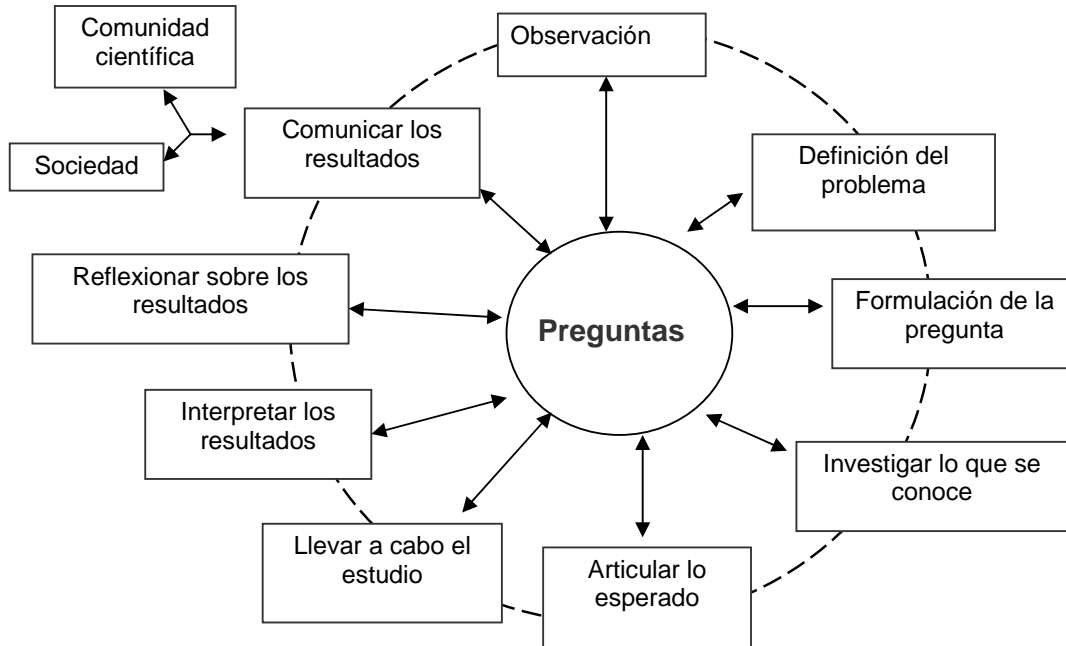 Comunidad
científica
Sociedad
Observación
Definición del
problema
Formulación de la
pregunta
Investigar lo que se
conoce
Articular lo
esperado
Llevar a cabo el
estudio
Interpretar los
resultados
Reflexionar sobre los
resultados
Comunicar los
resultados
Preguntas